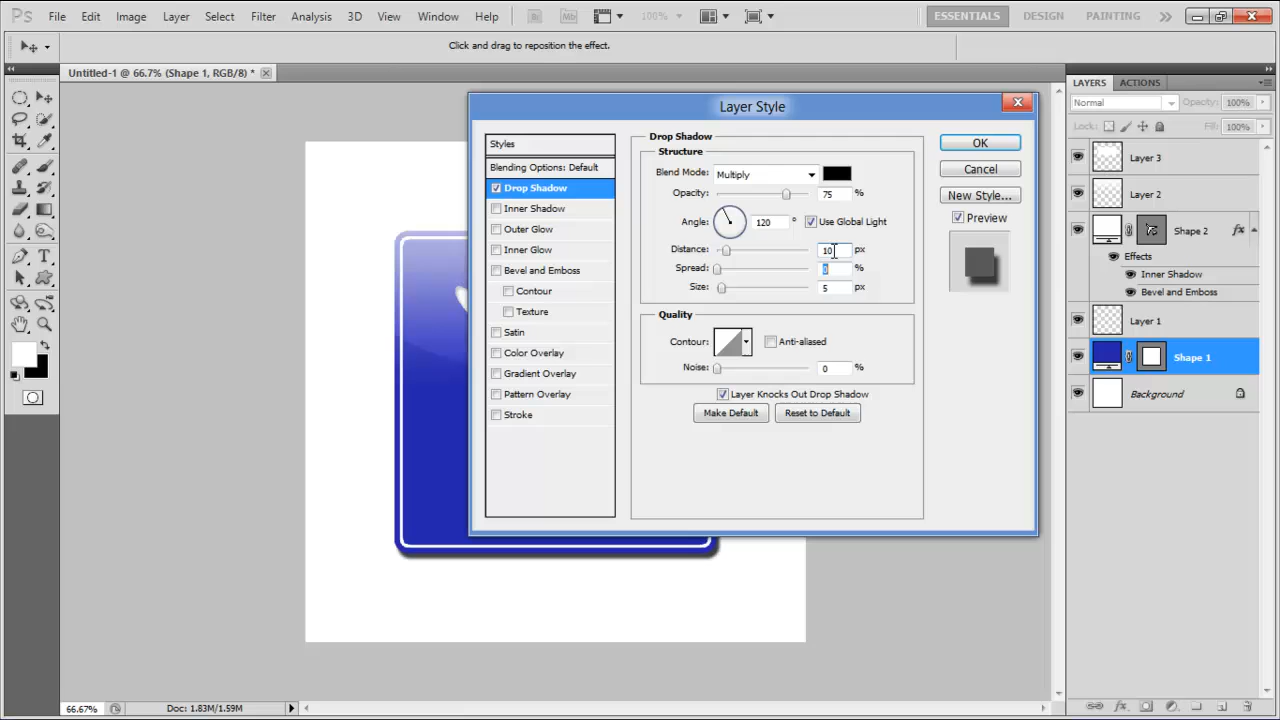 Ps File Edit Image Layer Select Filter Analysis 3D View Window Help Br Mb 100% ESSENTIALS DESIGN PAINTING
Click and drag to reposition the effect.
Untitled-1 @ 66.7% (Shape 1, RGB/8) *
LAYERS ACTIONS
Normal Opacity: 100%
Lock: Fill: 100%
Layer 3
Layer 2
Shape 2 fx
Effects
Inner Shadow
Bevel and Emboss
Layer 1
Shape 1
Background
Layer Style
Styles
Blending Options: Default
Drop Shadow
Inner Shadow
Outer Glow
Inner Glow
Bevel and Emboss
Contour
Texture
Satin
Color Overlay
Gradient Overlay
Pattern Overlay
Stroke
Drop Shadow
Structure
Blend Mode: Multiply
Opacity: 75 %
Angle: 120 ° Use Global Light
Distance: 10 px
Spread: 0 %
Size: 5 px
Quality
Contour: Anti-aliased
Noise: 0 %
Layer Knocks Out Drop Shadow
Make Default Reset to Default
OK
Cancel
New Style...
Preview
66.67% Doc: 1.83M/1.59M
fx